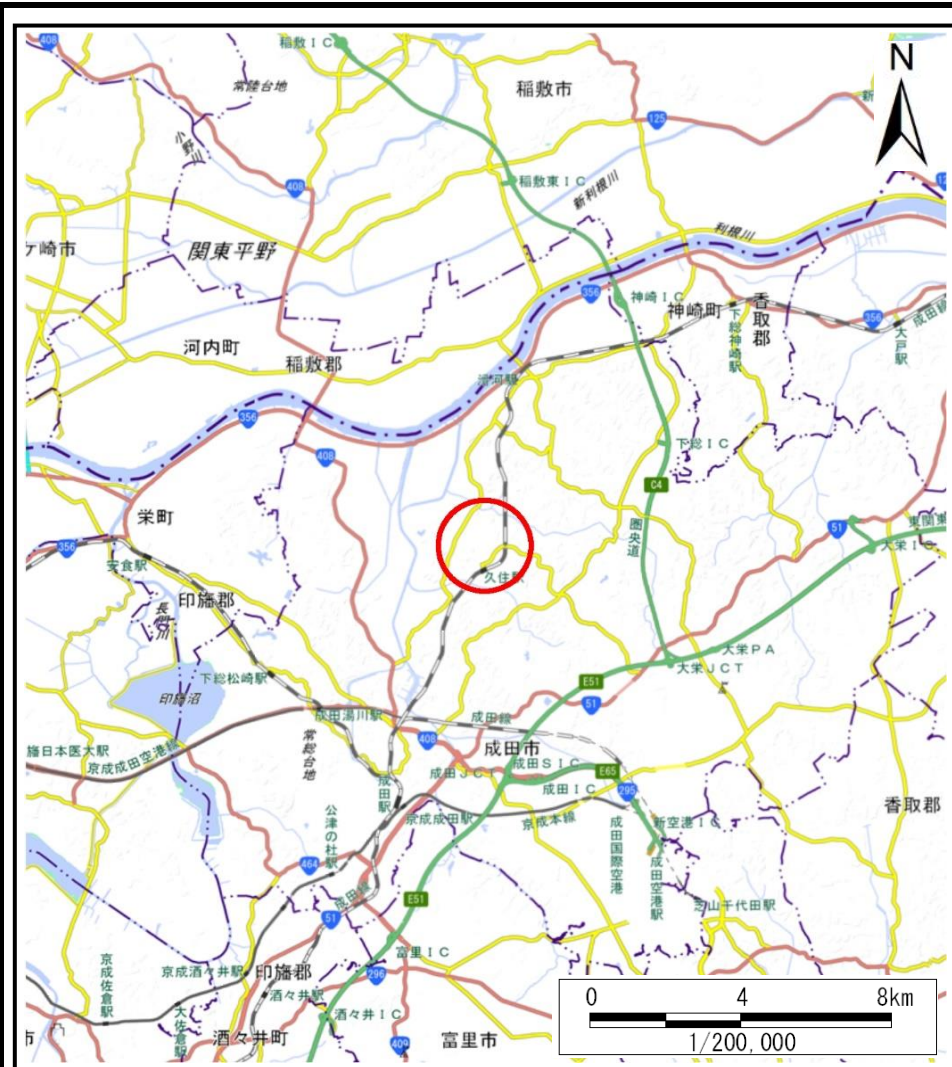 408
稲敷IC
常陸台地
稲敷市
N
小野川
125
新
408
稲敷東IC
新利根川
12
関東平野
ケ崎市
利根川
356
神崎IC
神崎町
香取郡
356
成田線
大戸駅
下総神崎駅
河内町
稲敷郡
滑河駅
356
408
下総IC
C4
栄町
圏央道
51
東関東
大栄IC
356
安食駅
久住駅
印旛郡
長門川
大栄PA
大栄JCT
下総松崎駅
E51
印旛沼
51
成田湯川駅
成田線
408
成田市
常総台地
旛日本医大駅
京成成田空港線
成田JCT
成田SIC
E65
成田IC
成田駅
295
香取郡
公津の杜駅
京成成田駅
京成本線
新空港IC
成田国際空港
成田空港駅
464
成田線
E51
芝山千代田駅
51
富里IC
京成佐倉駅
京成酒々井駅
印旛郡
296
酒々井駅
大佐倉駅
酒々井IC
市
酒々井町
409
富里市
0 4 8km
1/200,000